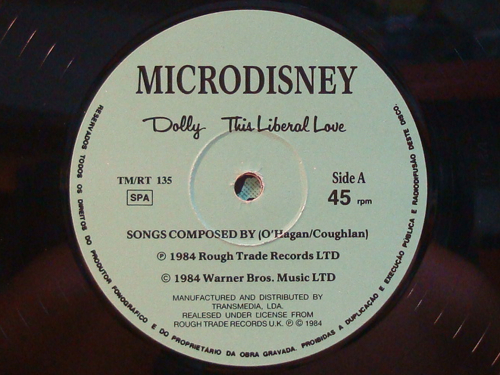 MICRODISNEY
Dolly This Liberal Love
TM/RT 135
SPA
Side A
45 rpm
SONGS COMPOSED BY (O'Hagan/Coughlan)
℗ 1984 Rough Trade Records LTD
© 1984 Warner Bros. Music LTD
MANUFACTURED AND DISTRIBUTED BY
TRANSMEDIA, LDA.
REALESED UNDER LICENSE FROM
ROUGH TRADE RECORDS U.K. ℗ © 1984
RESERVADOS TODOS OS DIREITOS DO PRODUTOR FONOGRÁFICO E DO PROPRIETÁRIO DA OBRA GRAVADA. PROIBIDAS A DUPLICAÇÃO E EXECUÇÃO PÚBLICA E RADIODIFUSÃO DESTE DISCO.